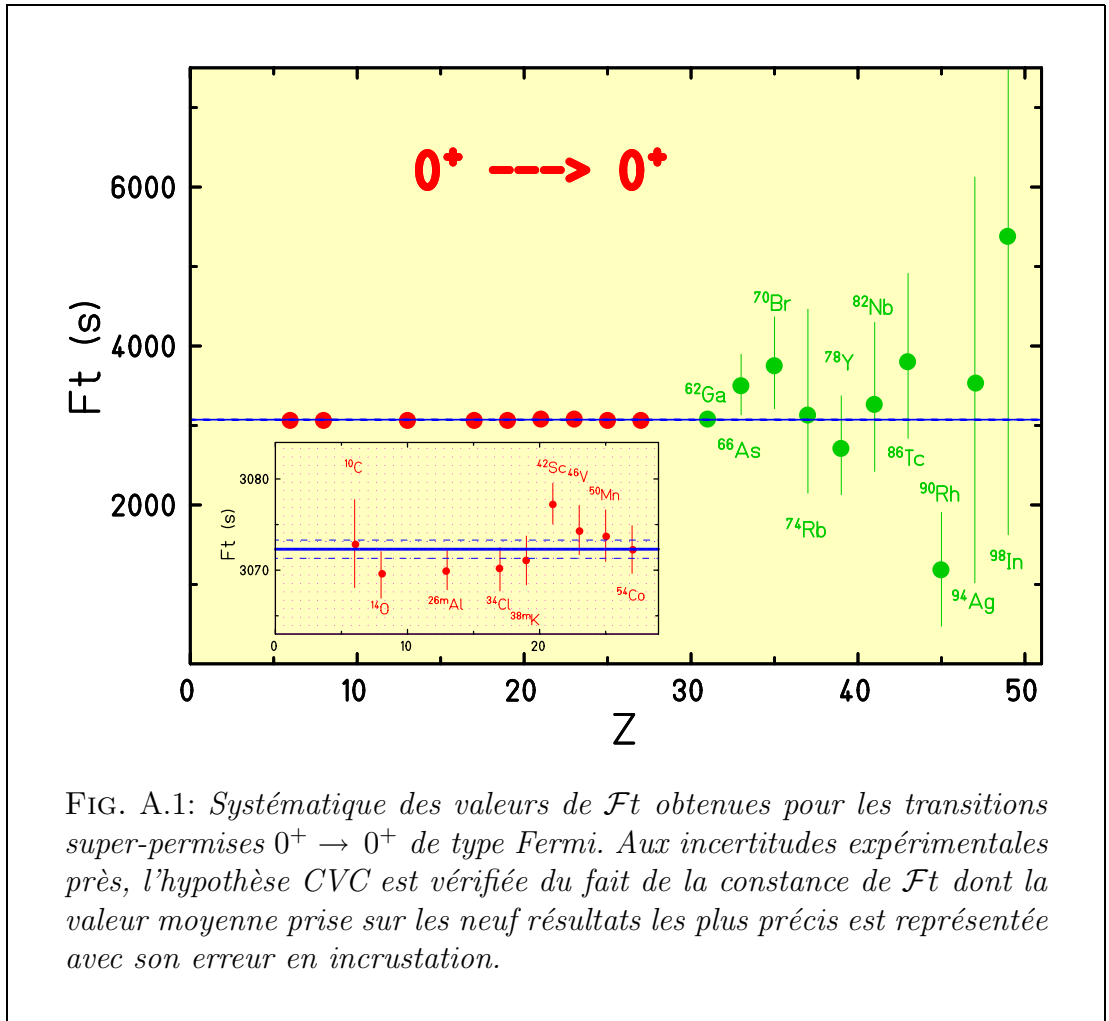 0⁺ ---> 0⁺
6000
4000
2000
Ft (s)
⁷⁰Br
⁸²Nb
⁷⁸Y
⁶²Ga
⁶⁶As
⁸⁶Tc
⁹⁰Rh
⁷⁴Rb
⁹⁸In
⁹⁴Ag
3080
3070
Ft (s)
¹⁰C
⁴²Sc ⁴⁶V
⁵⁰Mn
¹⁴O
²⁶ᵐAl
³⁴Cl
³⁸ᵐK
⁵⁴Co
0 10 20
0 10 20 30 40 50
Z
FIG. A.1: Systématique des valeurs de ℱt obtenues pour les transitions
super-permises 0⁺ → 0⁺ de type Fermi. Aux incertitudes expérimentales
près, l'hypothèse CVC est vérifiée du fait de la constance de ℱt dont la
valeur moyenne prise sur les neuf résultats les plus précis est représentée
avec son erreur en incrustation.